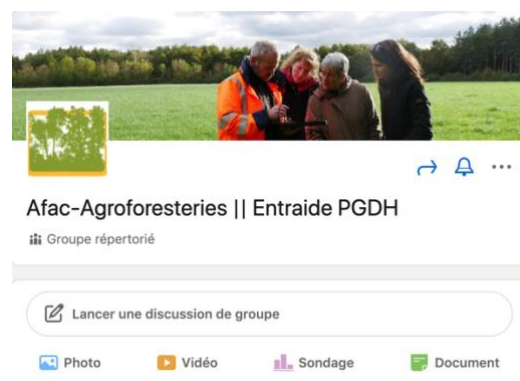 Afac-Agroforesteries || Entraide PGDH
Groupe répertorié
Lancer une discussion de groupe
Photo Vidéo Sondage Document